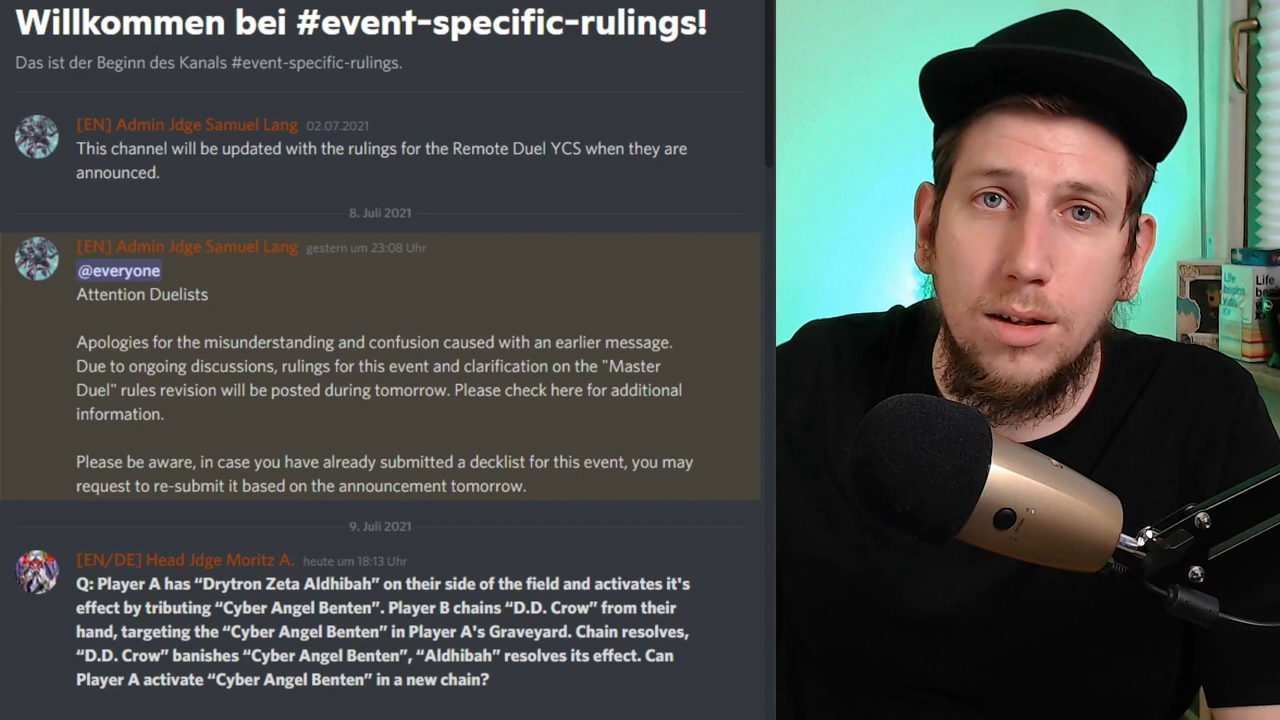 Willkommen bei #event-specific-rulings!
Das ist der Beginn des Kanals #event-specific-rulings.
[EN] Admin Jdge Samuel Lang 02.07.2021
This channel will be updated with the rulings for the Remote Duel YCS when they are
announced.
8. Juli 2021
[EN] Admin Jdge Samuel Lang gestern um 23:08 Uhr
@everyone
Attention Duelists
Apologies for the misunderstanding and confusion caused with an earlier message.
Due to ongoing discussions, rulings for this event and clarification on the "Master
Duel" rules revision will be posted during tomorrow. Please check here for additional
information.
Please be aware, in case you have already submitted a decklist for this event, you may
request to re-submit it based on the announcement tomorrow.
9. Juli 2021
[EN/DE] Head Jdge Moritz A. heute um 18:13 Uhr
Q: Player A has “Drytron Zeta Aldhibah” on their side of the field and activates it's
effect by tributing “Cyber Angel Benten”. Player B chains “D.D. Crow” from their
hand, targeting the “Cyber Angel Benten” in Player A's Graveyard. Chain resolves,
“D.D. Crow” banishes “Cyber Angel Benten”, “Aldhibah” resolves its effect. Can
Player A activate “Cyber Angel Benten” in a new chain?
Life
begins